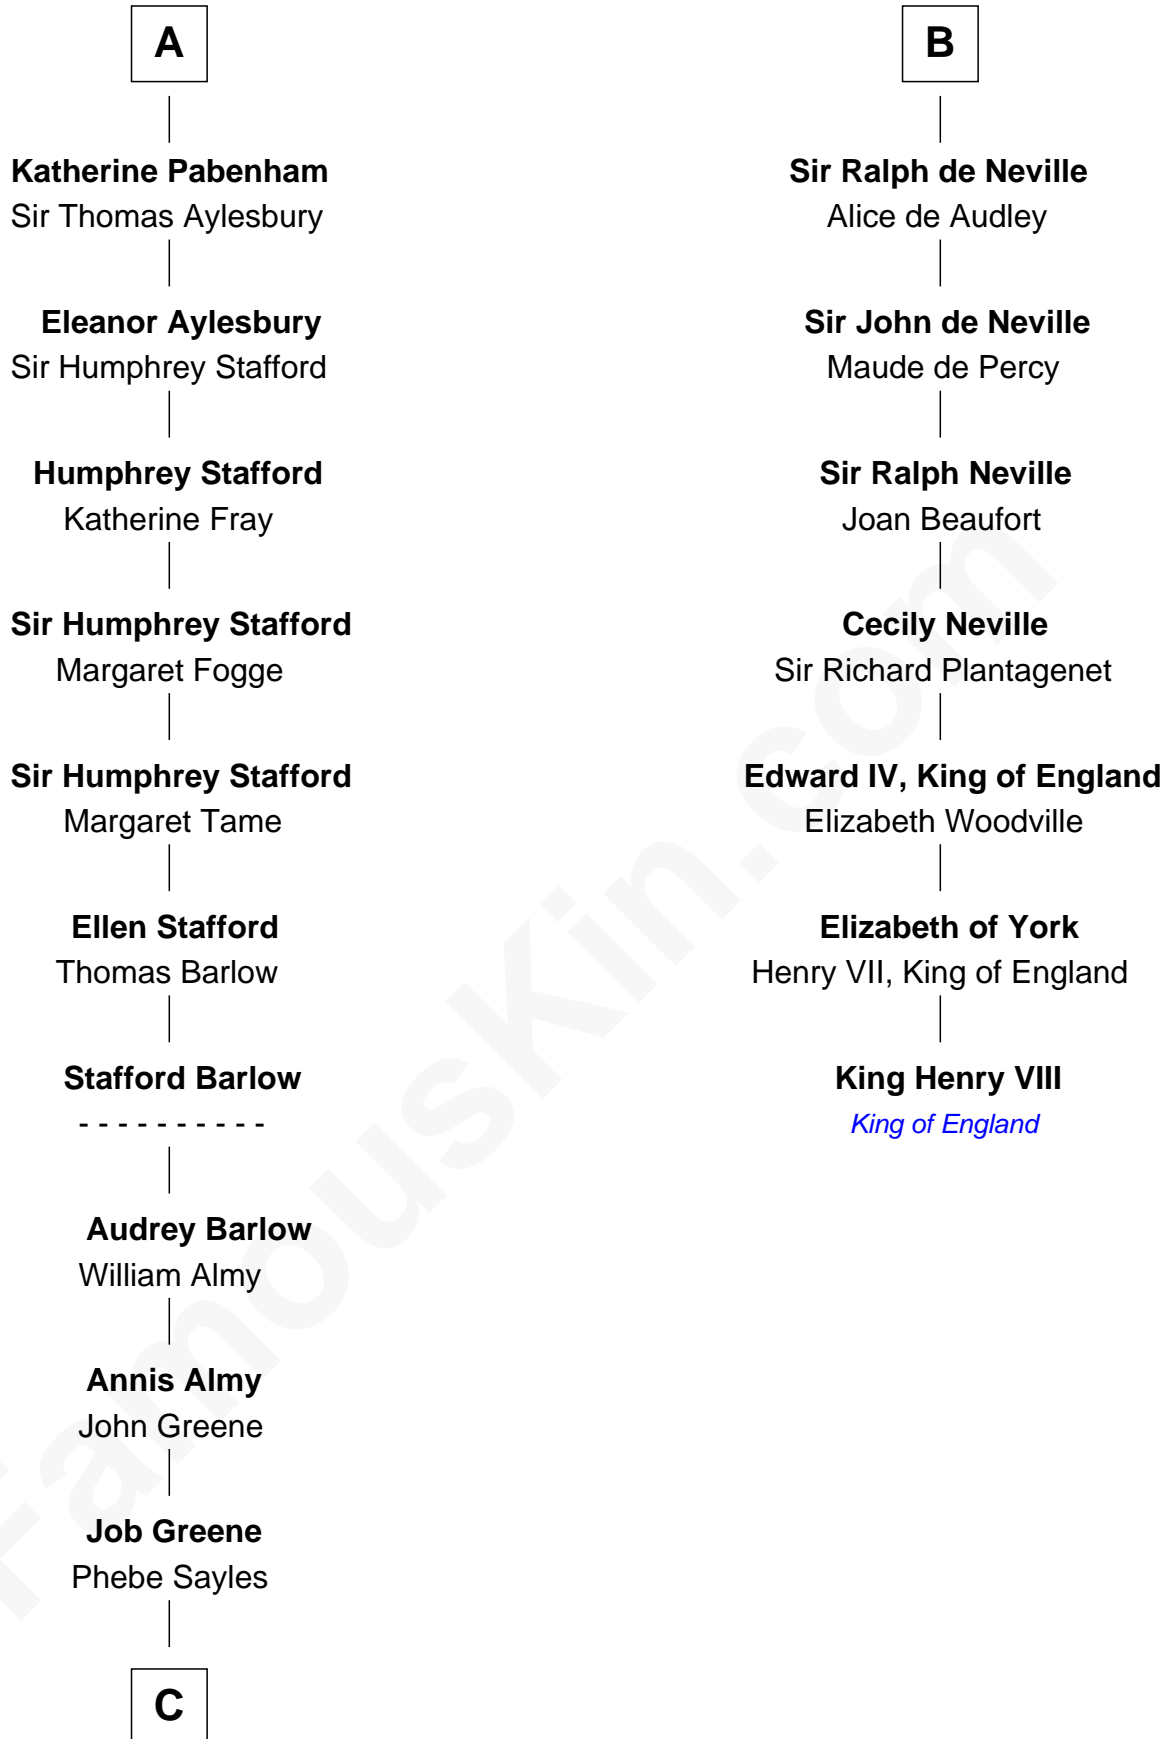 A
Katherine Pabenham
Sir Thomas Aylesbury
Eleanor Aylesbury
Sir Humphrey Stafford
Humphrey Stafford
Katherine Fray
Sir Humphrey Stafford
Margaret Fogge
Sir Humphrey Stafford
Margaret Tame
Ellen Stafford
Thomas Barlow
Stafford Barlow
- - - - - - - - - -
Audrey Barlow
William Almy
Annis Almy
John Greene
Job Greene
Phebe Sayles
C
B
Sir Ralph de Neville
Alice de Audley
Sir John de Neville
Maude de Percy
Sir Ralph Neville
Joan Beaufort
Cecily Neville
Sir Richard Plantagenet
Edward IV, King of England
Elizabeth Woodville
Elizabeth of York
Henry VII, King of England
King Henry VIII
King of England
FamousKin.com